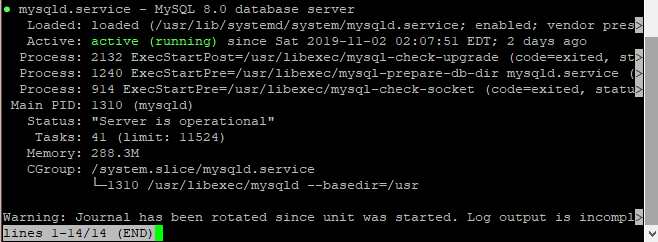 ● mysqld.service - MySQL 8.0 database server
Loaded: loaded (/usr/lib/systemd/system/mysqld.service; enabled; vendor pres>
Active: active (running) since Sat 2019-11-02 02:07:51 EDT; 2 days ago
Process: 2132 ExecStartPost=/usr/libexec/mysql-check-upgrade (code=exited, st>
Process: 1240 ExecStartPre=/usr/libexec/mysql-prepare-db-dir mysqld.service (>
Process: 914 ExecStartPre=/usr/libexec/mysql-check-socket (code=exited, statu>
Main PID: 1310 (mysqld)
Status: "Server is operational"
Tasks: 41 (limit: 11524)
Memory: 288.3M
CGroup: /system.slice/mysqld.service
└─1310 /usr/libexec/mysqld --basedir=/usr
Warning: Journal has been rotated since unit was started. Log output is incompl>
lines 1-14/14 (END)